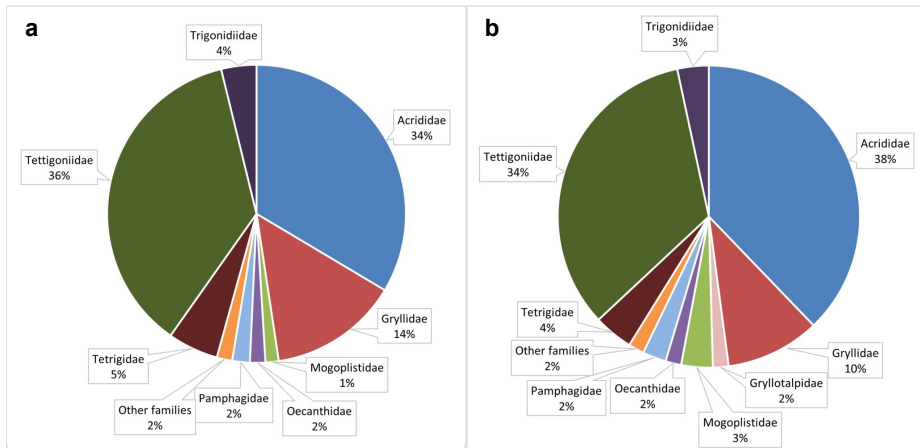 a
Trigonidiidae
4%
Acrididae
34%
Tettigoniidae
36%
Gryllidae
14%
Mogoplistidae
1%
Tetrigidae
5%
Other families
2%
Pamphagidae
2%
Oecanthidae
2%
b
Trigonidiidae
3%
Acrididae
38%
Tettigoniidae
34%
Tetrigidae
4%
Other families
2%
Pamphagidae
2%
Oecanthidae
2%
Mogoplistidae
3%
Gryllotalpidae
2%
Gryllidae
10%